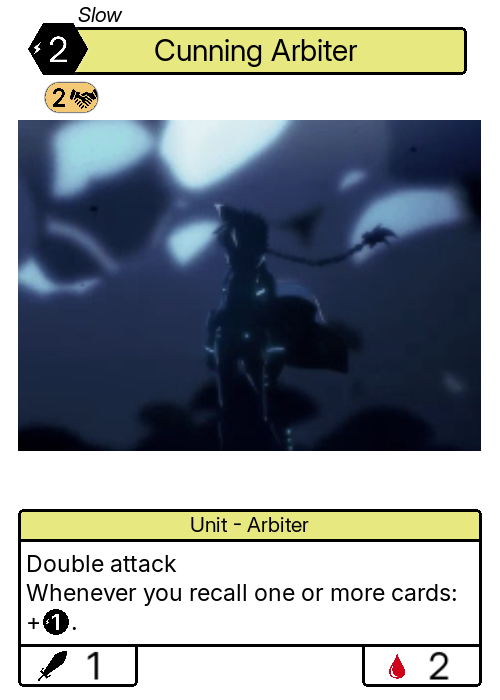 Slow
2
Cunning Arbiter
2
Unit - Arbiter
Double attack
Whenever you recall one or more cards:
+1.
1
2